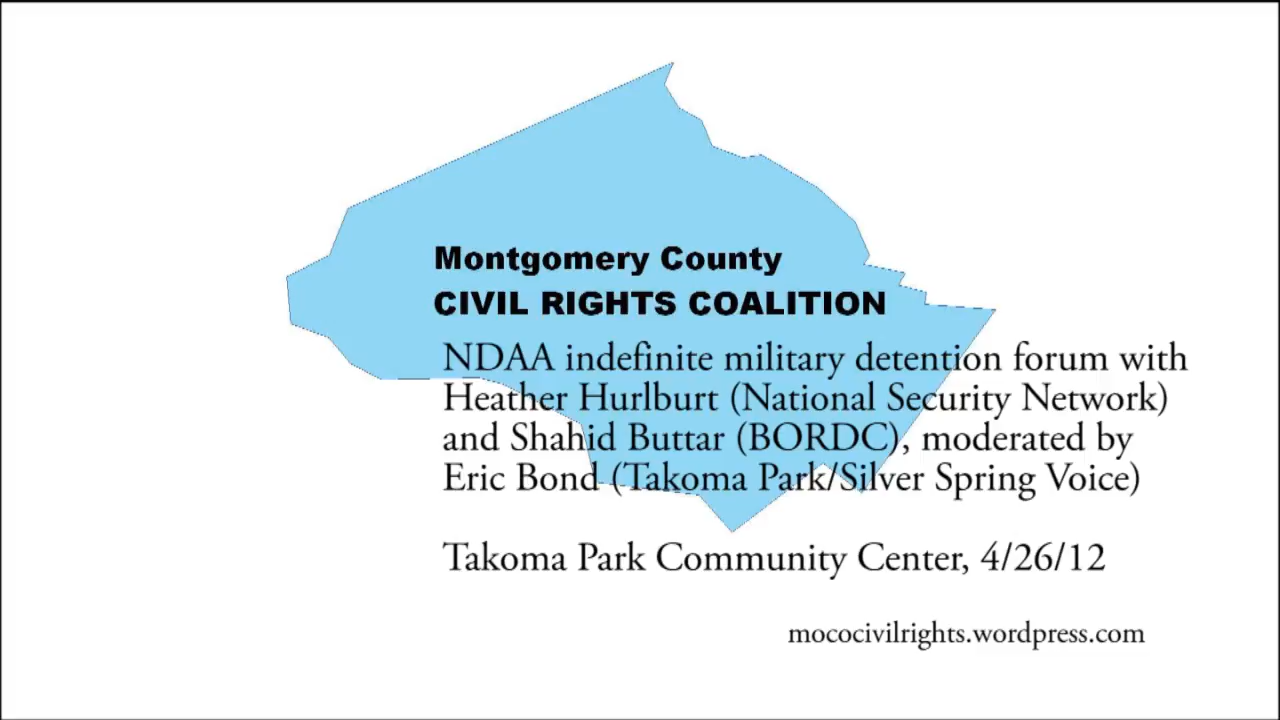 Montgomery County
CIVIL RIGHTS COALITION
NDAA indefinite military detention forum with
Heather Hurlburt (National Security Network)
and Shahid Buttar (BORDC), moderated by
Eric Bond (Takoma Park/Silver Spring Voice)
Takoma Park Community Center, 4/26/12
mococivilrights.wordpress.com